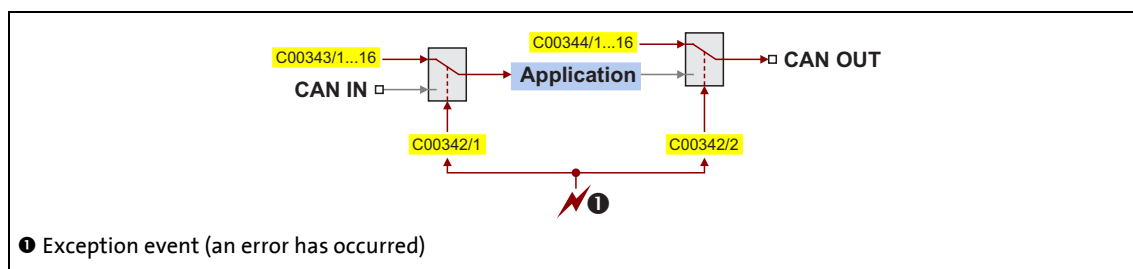 C00343/1...16
C00344/1...16
CAN IN
Application
CAN OUT
C00342/1
C00342/2
❶
❶ Exception event (an error has occurred)